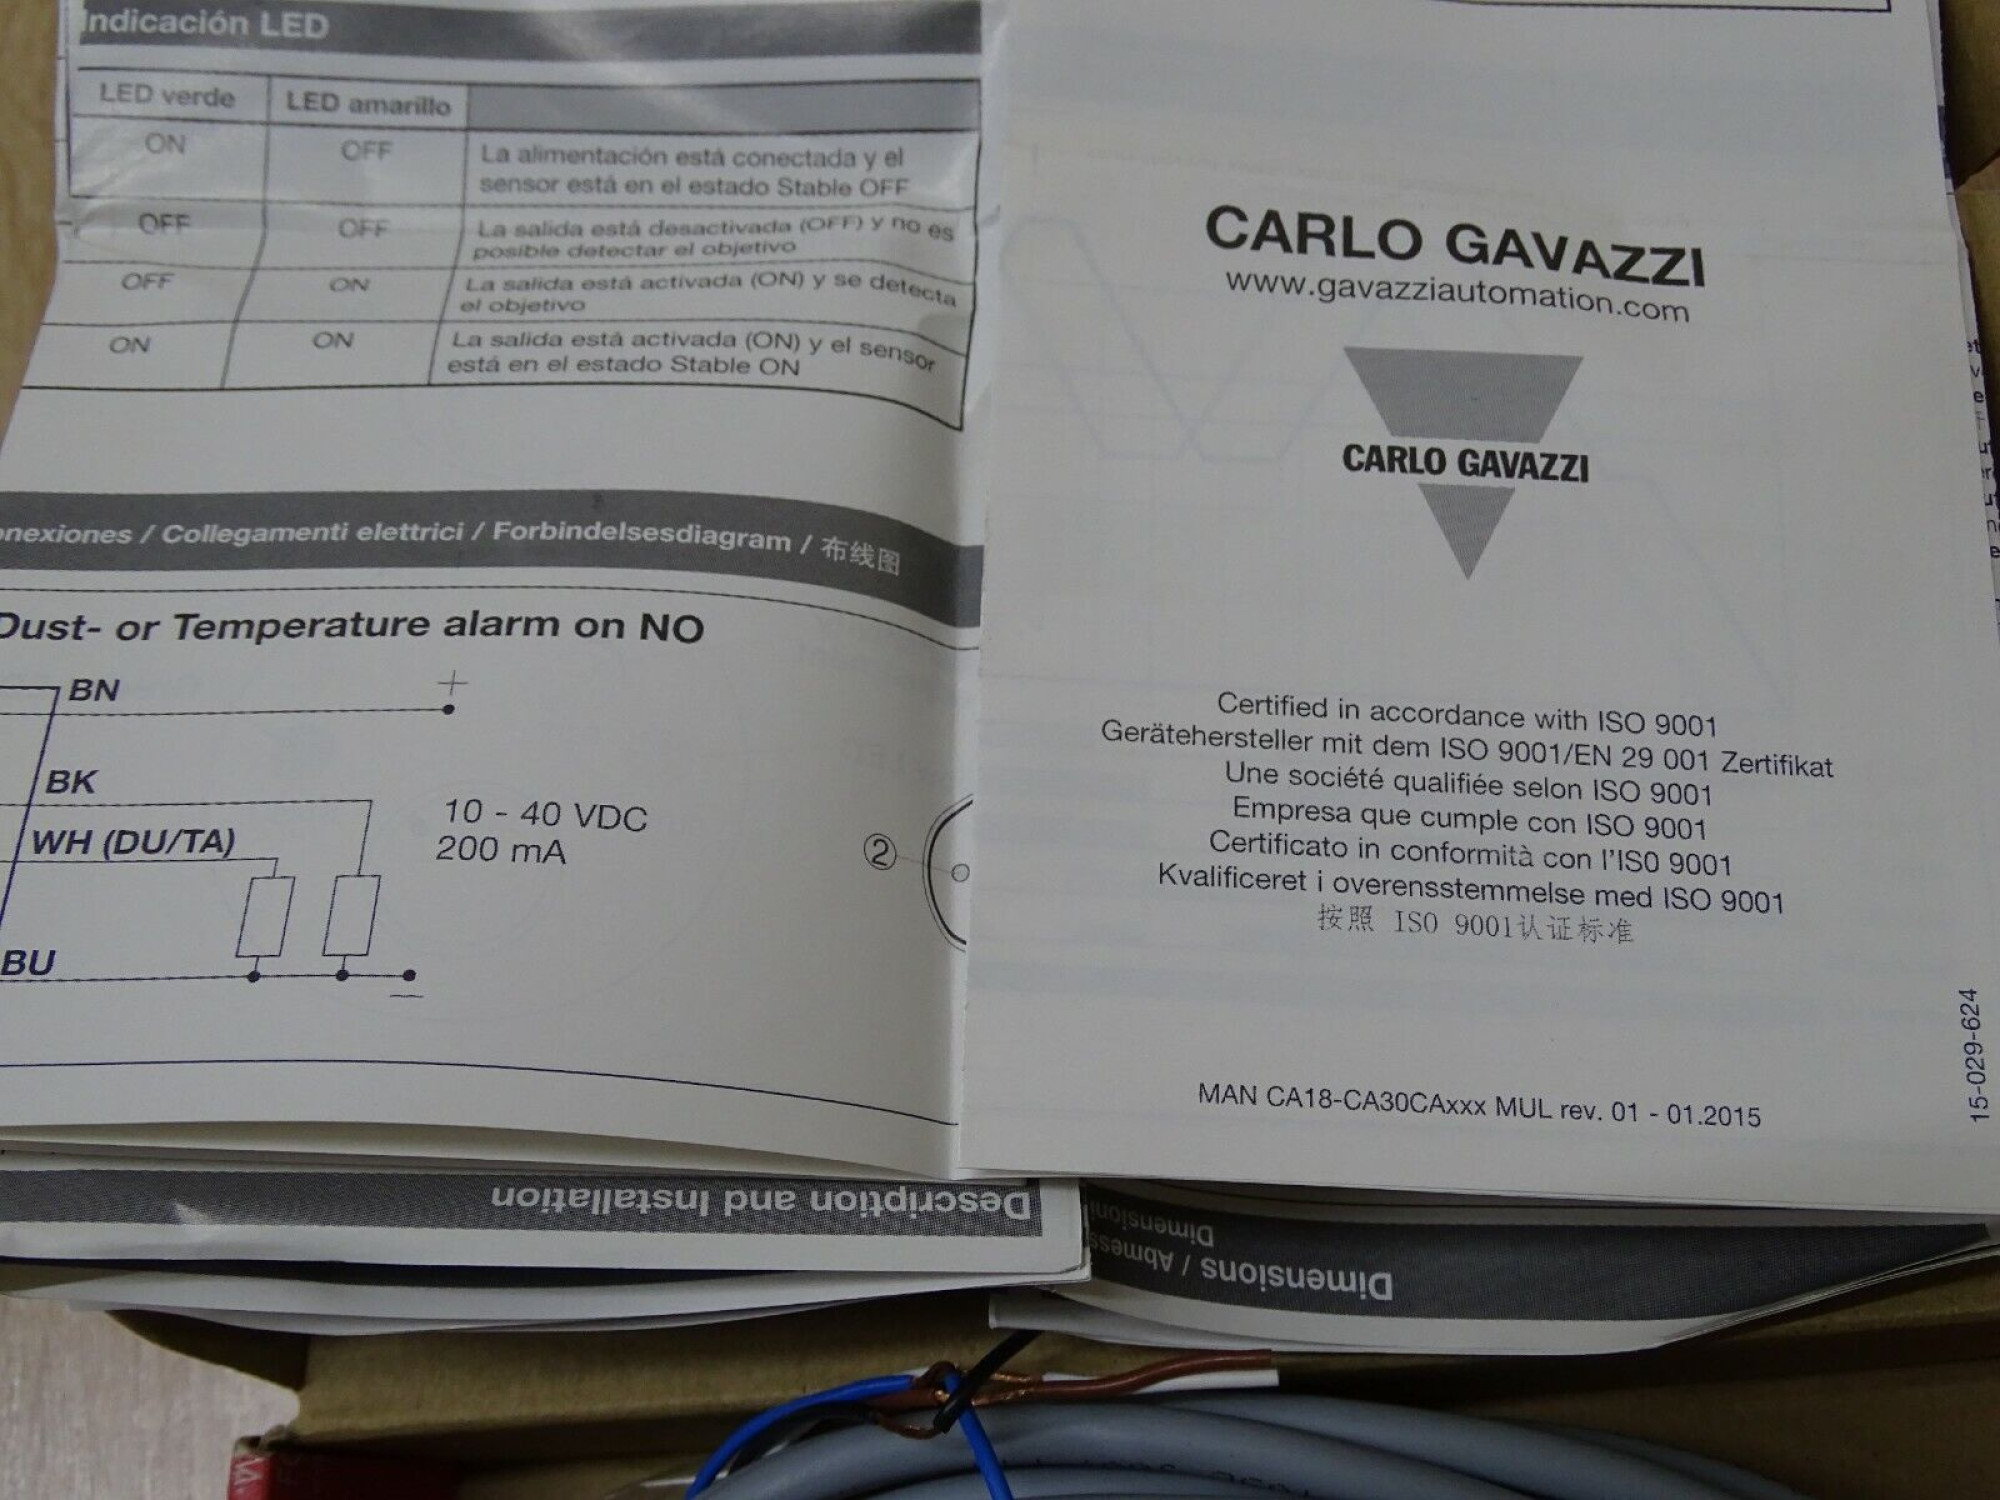 Indicación LED
LED verde LED amarillo
ON OFF La alimentación está conectada y el
sensor está en el estado Stable OFF
OFF OFF La salida está desactivada (OFF) y no es
posible detectar el objetivo
OFF ON La salida está activada (ON) y se detecta
el objetivo
ON ON La salida está activada (ON) y el sensor
está en el estado Stable ON
onexiones / Collegamenti elettrici / Forbindelsesdiagram / 布线图
Dust- or Temperature alarm on NO
BN +
BK
10 - 40 VDC
WH (DU/TA)
200 mA
2
BU
–
CARLO GAVAZZI
www.gavazziautomation.com
CARLO GAVAZZI
Certified in accordance with ISO 9001
Gerätehersteller mit dem ISO 9001/EN 29 001 Zertifikat
Une société qualifiée selon ISO 9001
Empresa que cumple con ISO 9001
Certificato in conformità con l'IS0 9001
Kvalificeret i overensstemmelse med ISO 9001
按照 ISO 9001认证标准
MAN CA18-CA30CAxxx MUL rev. 01 - 01.2015
15-029-624
Description and Installation
Dimensions / Abmess
Dimensioni